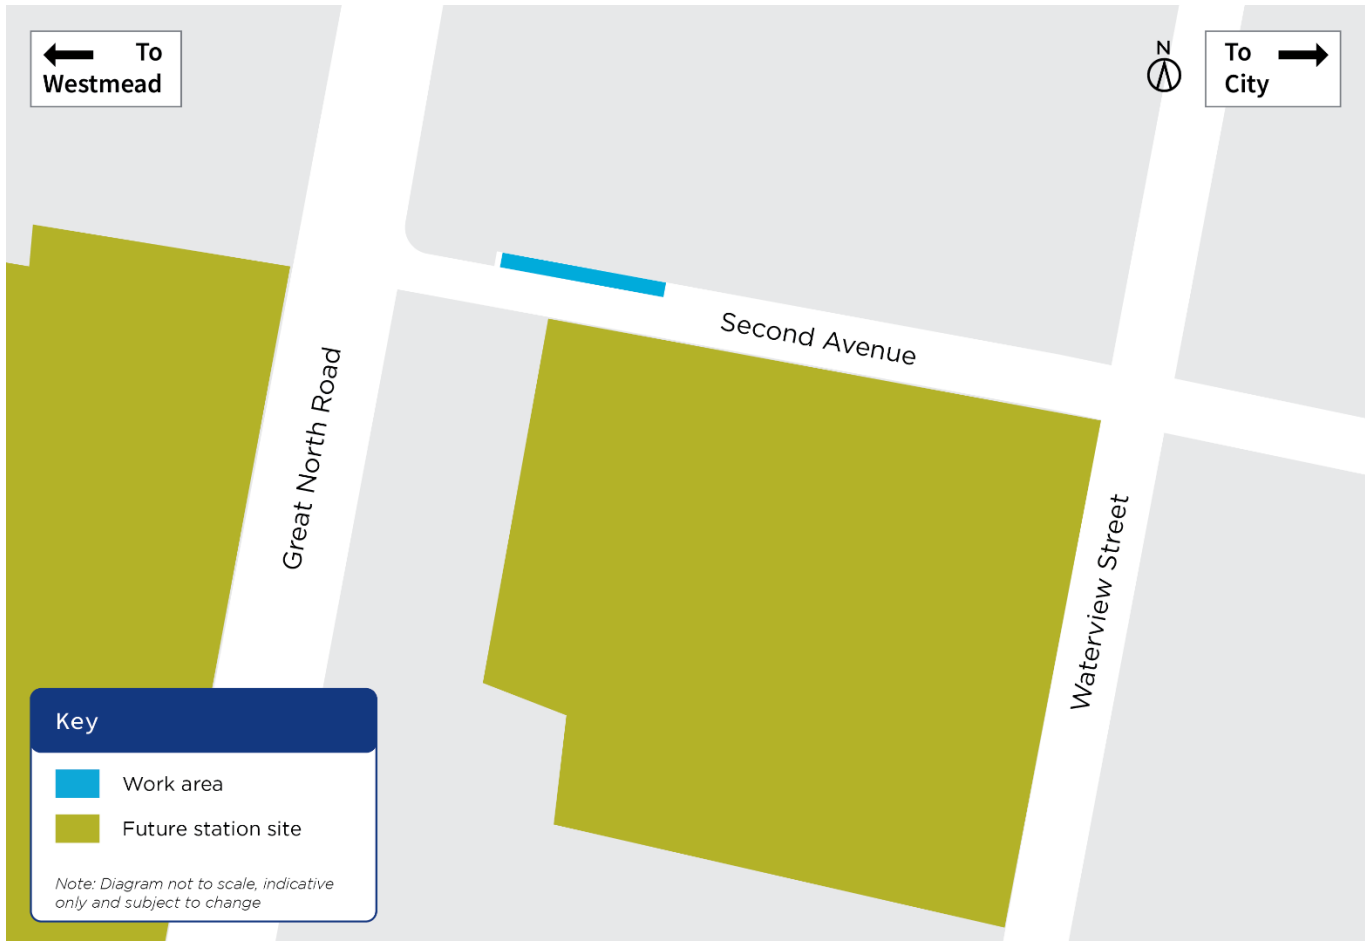 To
Westmead
N
To
City
Second Avenue
Great North Road
Waterview Street
Key
Work area
Future station site
Note: Diagram not to scale, indicative
only and subject to change